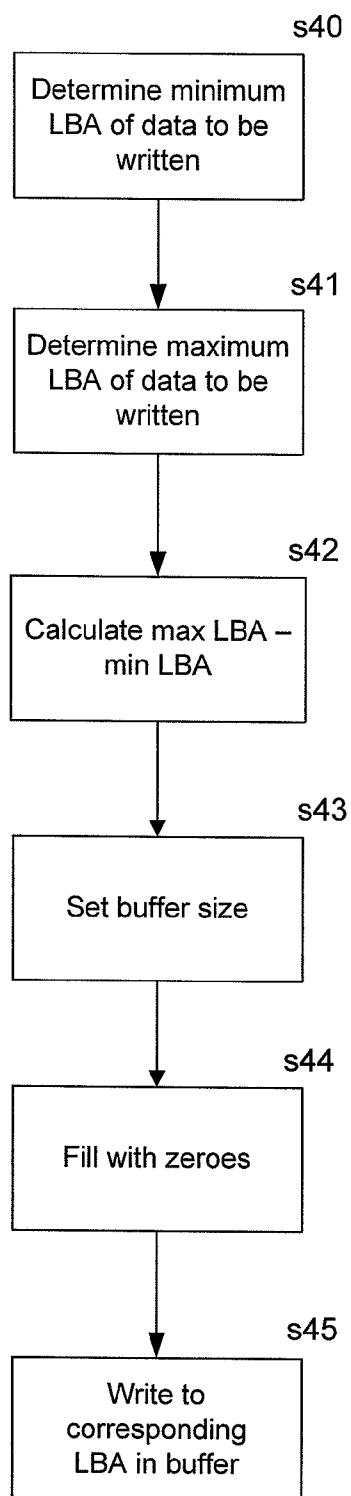 s40
Determine minimum
LBA of data to be
written
s41
Determine maximum
LBA of data to be
written
s42
Calculate max LBA –
min LBA
s43
Set buffer size
s44
Fill with zeroes
s45
Write to
corresponding
LBA in buffer